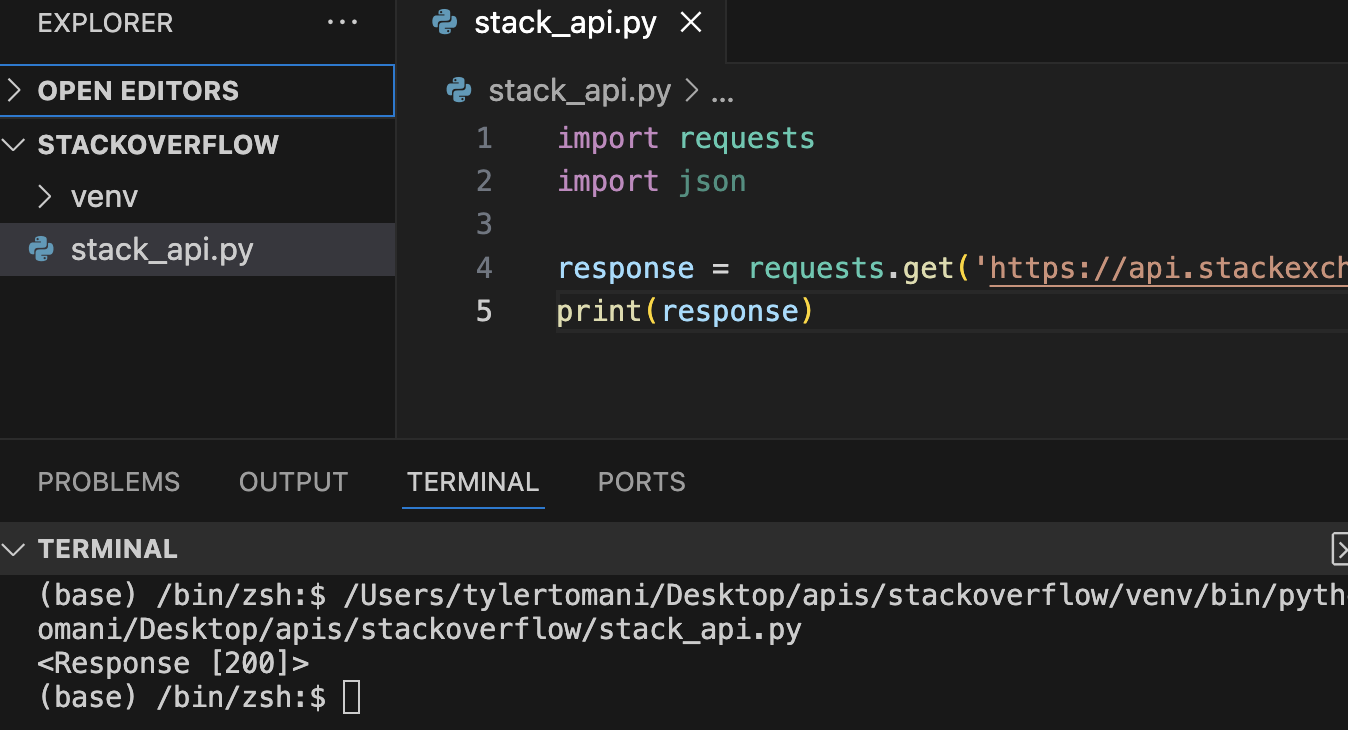 EXPLORER ···
stack_api.py
OPEN EDITORS
STACKOVERFLOW
venv
stack_api.py
stack_api.py > ...
1 import requests
2 import json
3
4 response = requests.get('https://api.stackexch
5 print(response)
PROBLEMS OUTPUT TERMINAL PORTS
TERMINAL
(base) /bin/zsh:$ /Users/tylertomani/Desktop/apis/stackoverflow/venv/bin/pyth
omani/Desktop/apis/stackoverflow/stack_api.py
<Response [200]>
(base) /bin/zsh:$